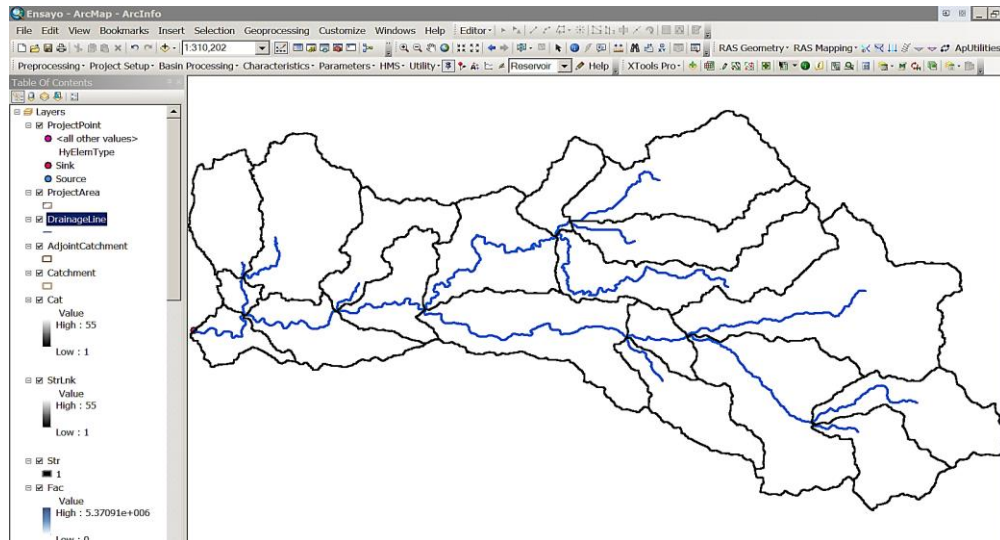 Ensayo - ArcMap - ArcInfo
File Edit View Bookmarks Insert Selection Geoprocessing Customize Windows Help Editor
1:310,202 RAS Geometry RAS Mapping ApUtilities
Preprocessing Project Setup Basin Processing Characteristics Parameters HMS Utility Reservoir Help XTools Pro
Table Of Contents
Layers
ProjectPoint
<all other values>
HyElemType
Sink
Source
ProjectArea
DrainageLine
AdjointCatchment
Catchment
Cat
Value
High : 55
Low : 1
StrLnk
Value
High : 55
Low : 1
Str
1
Fac
Value
High : 5.37091e+006
Low : 0